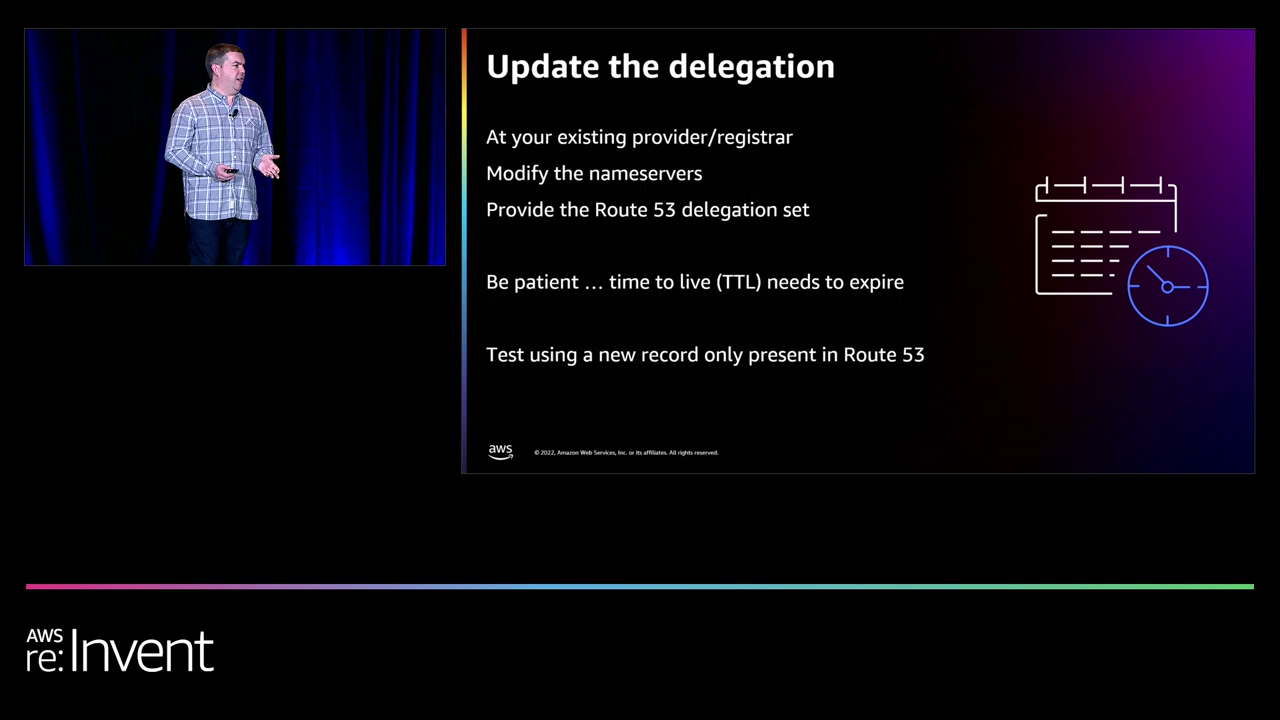 Update the delegation
At your existing provider/registrar
Modify the nameservers
Provide the Route 53 delegation set
Be patient … time to live (TTL) needs to expire
Test using a new record only present in Route 53
aws
© 2022, Amazon Web Services, Inc. or its affiliates. All rights reserved.
AWS
re:Invent